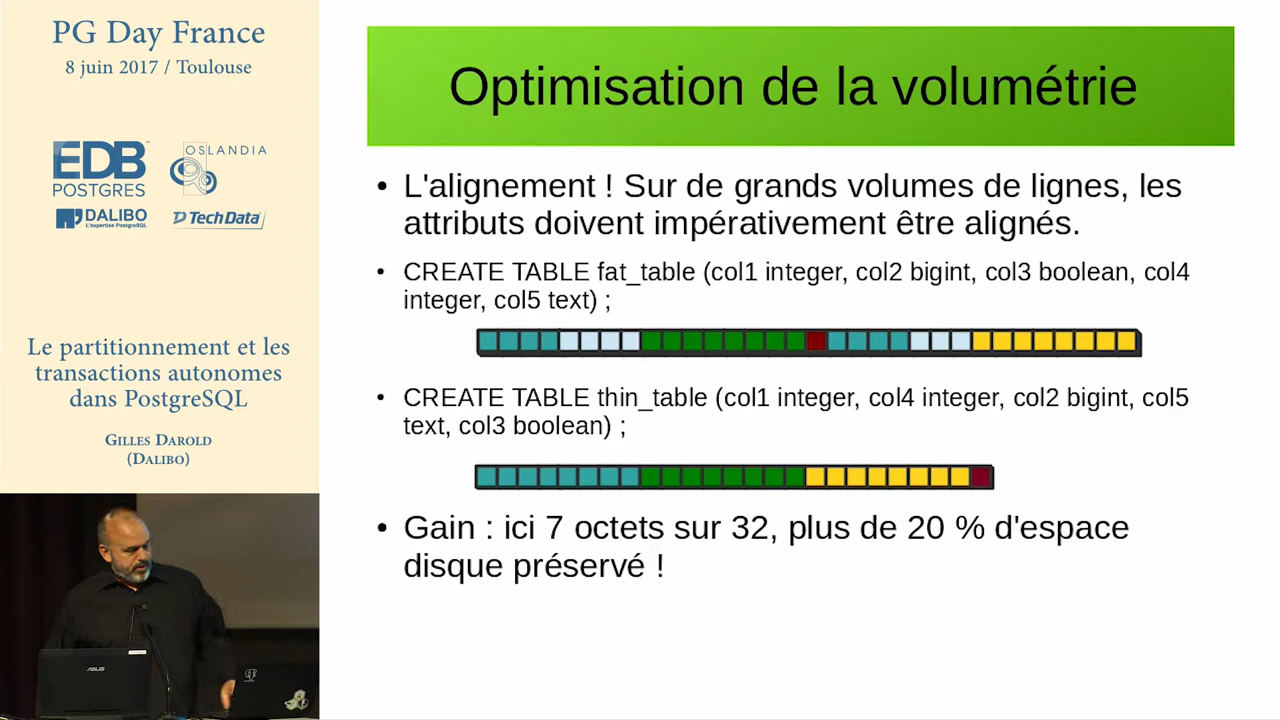 PG Day France
8 juin 2017 / Toulouse
EDB
POSTGRES
OSLANDIA
DALIBO
L'expertise PostgreSQL
Tech Data
Le partitionnement et les
transactions autonomes
dans PostgreSQL
Gilles Darold
(Dalibo)
ASUS
Optimisation de la volumétrie
• L'alignement ! Sur de grands volumes de lignes, les
attributs doivent impérativement être alignés.
• CREATE TABLE fat_table (col1 integer, col2 bigint, col3 boolean, col4
integer, col5 text) ;
• CREATE TABLE thin_table (col1 integer, col4 integer, col2 bigint, col5
text, col3 boolean) ;
• Gain : ici 7 octets sur 32, plus de 20 % d'espace
disque préservé !